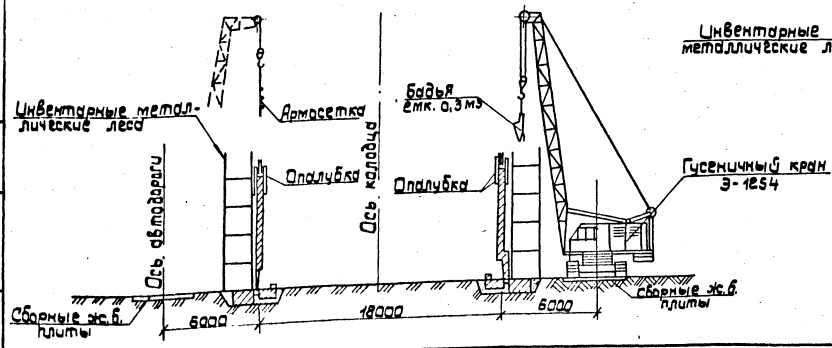 Инвентарные
металлические л
Инвентарные метал-
лические леса
Армосетка
Бадья
емк. 0,3 м3
Опалубка
Опалубка
Гусеничный кран
Э-1254
Ось автодороги
Ось колодца
Сборные ж.б.
плиты
сборные ж.б.
плиты
6000
18000
6000